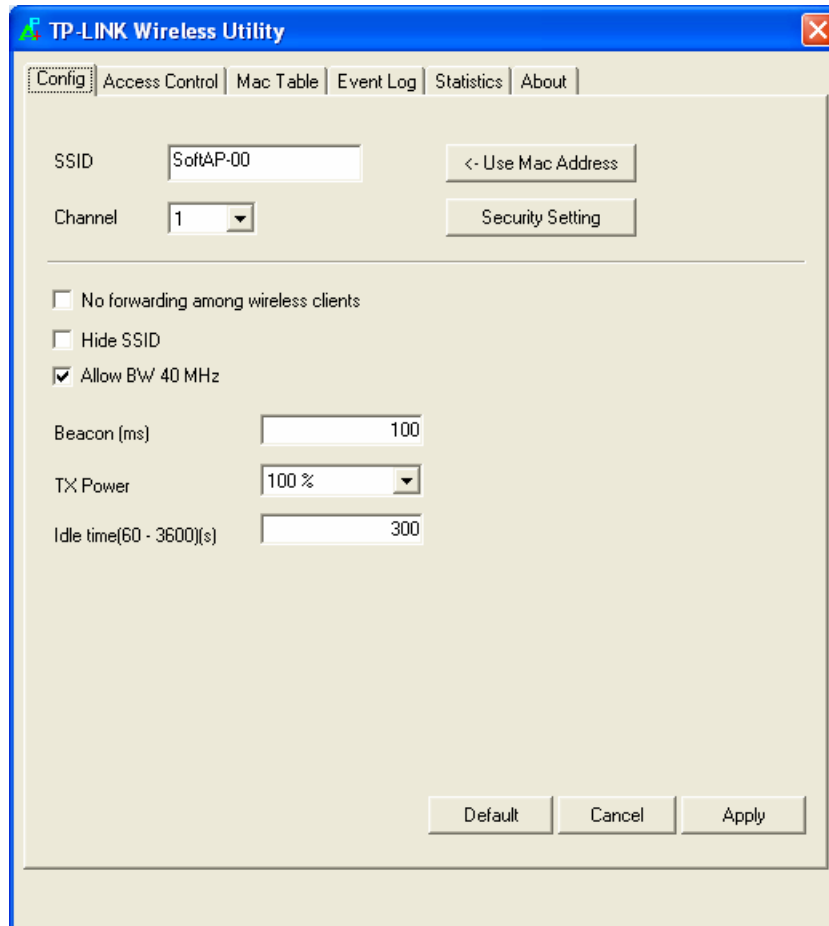 TP-LINK Wireless Utility
Config Access Control Mac Table Event Log Statistics About
SSID SoftAP-00 <- Use Mac Address
Channel 1 Security Setting
No forwarding among wireless clients
Hide SSID
Allow BW 40 MHz
Beacon (ms) 100
TX Power 100 %
Idle time(60 - 3600)(s) 300
Default Cancel Apply